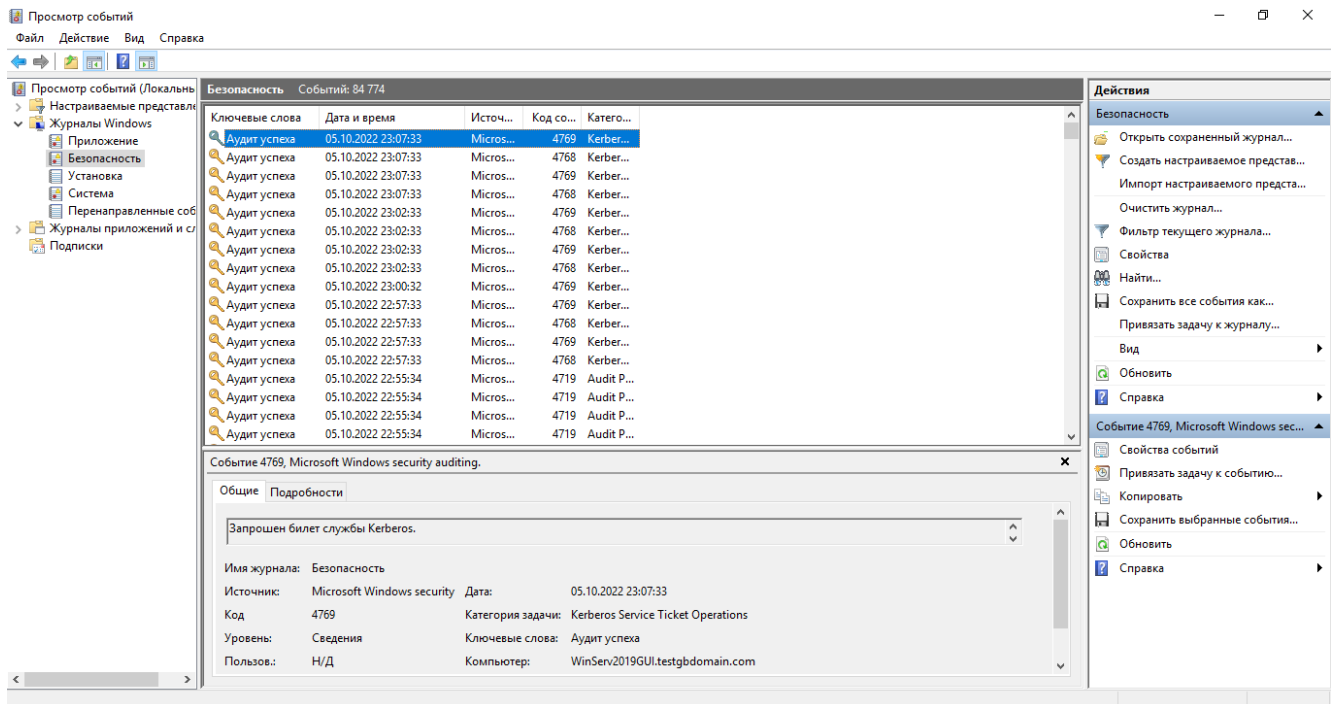 Просмотр событий
Файл Действие Вид Справка
Просмотр событий (Локальнь
Настраиваемые представле
Журналы Windows
Приложение
Безопасность
Установка
Система
Перенаправленные соб
Журналы приложений и сл
Подписки
Безопасность Событий: 84 774
Ключевые слова Дата и время Источ... Код со... Катего...
Аудит успеха 05.10.2022 23:07:33 Micros... 4769 Kerber...
Аудит успеха 05.10.2022 23:07:33 Micros... 4768 Kerber...
Аудит успеха 05.10.2022 23:07:33 Micros... 4769 Kerber...
Аудит успеха 05.10.2022 23:07:33 Micros... 4768 Kerber...
Аудит успеха 05.10.2022 23:02:33 Micros... 4769 Kerber...
Аудит успеха 05.10.2022 23:02:33 Micros... 4768 Kerber...
Аудит успеха 05.10.2022 23:02:33 Micros... 4769 Kerber...
Аудит успеха 05.10.2022 23:02:33 Micros... 4768 Kerber...
Аудит успеха 05.10.2022 23:00:32 Micros... 4769 Kerber...
Аудит успеха 05.10.2022 22:57:33 Micros... 4769 Kerber...
Аудит успеха 05.10.2022 22:57:33 Micros... 4768 Kerber...
Аудит успеха 05.10.2022 22:57:33 Micros... 4769 Kerber...
Аудит успеха 05.10.2022 22:57:33 Micros... 4768 Kerber...
Аудит успеха 05.10.2022 22:55:34 Micros... 4719 Audit P...
Аудит успеха 05.10.2022 22:55:34 Micros... 4719 Audit P...
Аудит успеха 05.10.2022 22:55:34 Micros... 4719 Audit P...
Аудит успеха 05.10.2022 22:55:34 Micros... 4719 Audit P...
Событие 4769, Microsoft Windows security auditing.
Общие Подробности
Запрошен билет службы Kerberos.
Имя журнала: Безопасность
Источник: Microsoft Windows security Дата: 05.10.2022 23:07:33
Код 4769 Категория задачи: Kerberos Service Ticket Operations
Уровень: Сведения Ключевые слова: Аудит успеха
Пользов.: Н/Д Компьютер: WinServ2019GUI.testgbdomain.com
Действия
Безопасность
Открыть сохраненный журнал...
Создать настраиваемое представ...
Импорт настраиваемого предста...
Очистить журнал...
Фильтр текущего журнала...
Свойства
Найти...
Сохранить все события как...
Привязать задачу к журналу...
Вид
Обновить
Справка
Событие 4769, Microsoft Windows sec...
Свойства событий
Привязать задачу к событию...
Копировать
Сохранить выбранные события...
Обновить
Справка